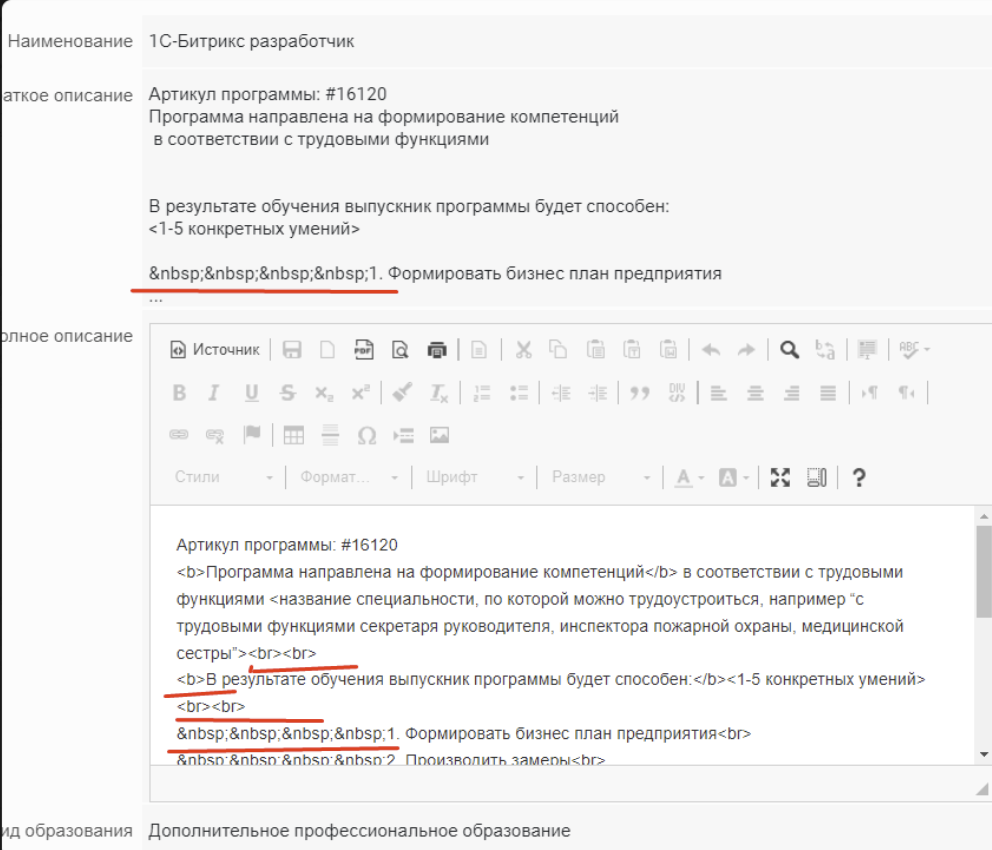 Наименование 1С-Битрикс разработчик
аткое описание Артикул программы: #16120
Программа направлена на формирование компетенций
в соответствии с трудовыми функциями
В результате обучения выпускник программы будет способен:
<1-5 конкретных умений>
&nbsp;&nbsp;&nbsp;&nbsp;1. Формировать бизнес план предприятия
...
олное описание
Источник
Стили Формат... Шрифт Размер
Артикул программы: #16120
<b>Программа направлена на формирование компетенций</b> в соответствии с трудовыми
функциями <название специальности, по которой можно трудоустроиться, например “с
трудовыми функциями секретаря руководителя, инспектора пожарной охраны, медицинской
сестры”><br><br>
<b>В результате обучения выпускник программы будет способен:</b><1-5 конкретных умений>
<br><br>
&nbsp;&nbsp;&nbsp;&nbsp;1. Формировать бизнес план предприятия<br>
&nbsp;&nbsp;&nbsp;&nbsp;2. Производить замеры<br>
ид образования Дополнительное профессиональное образование